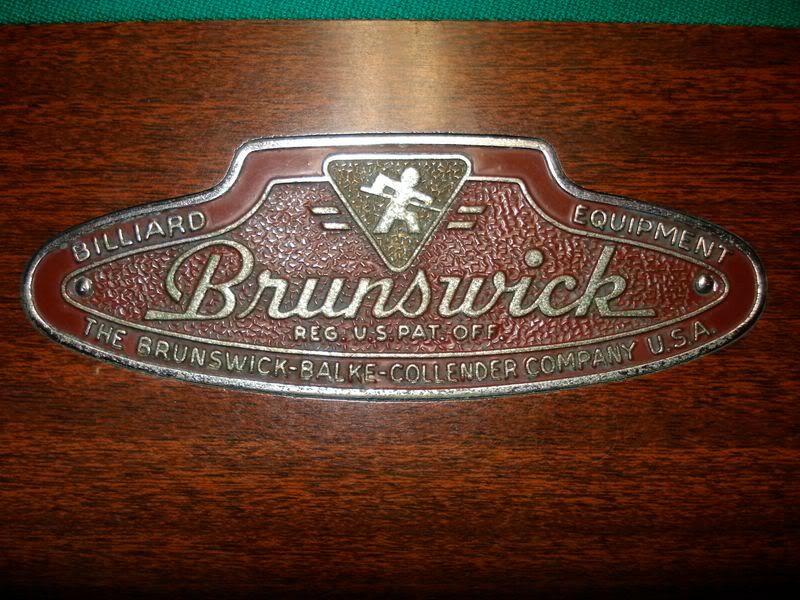 BILLIARD EQUIPMENT
Brunswick
REG. U.S. PAT. OFF.
THE BRUNSWICK-BALKE-COLLENDER COMPANY U.S.A.